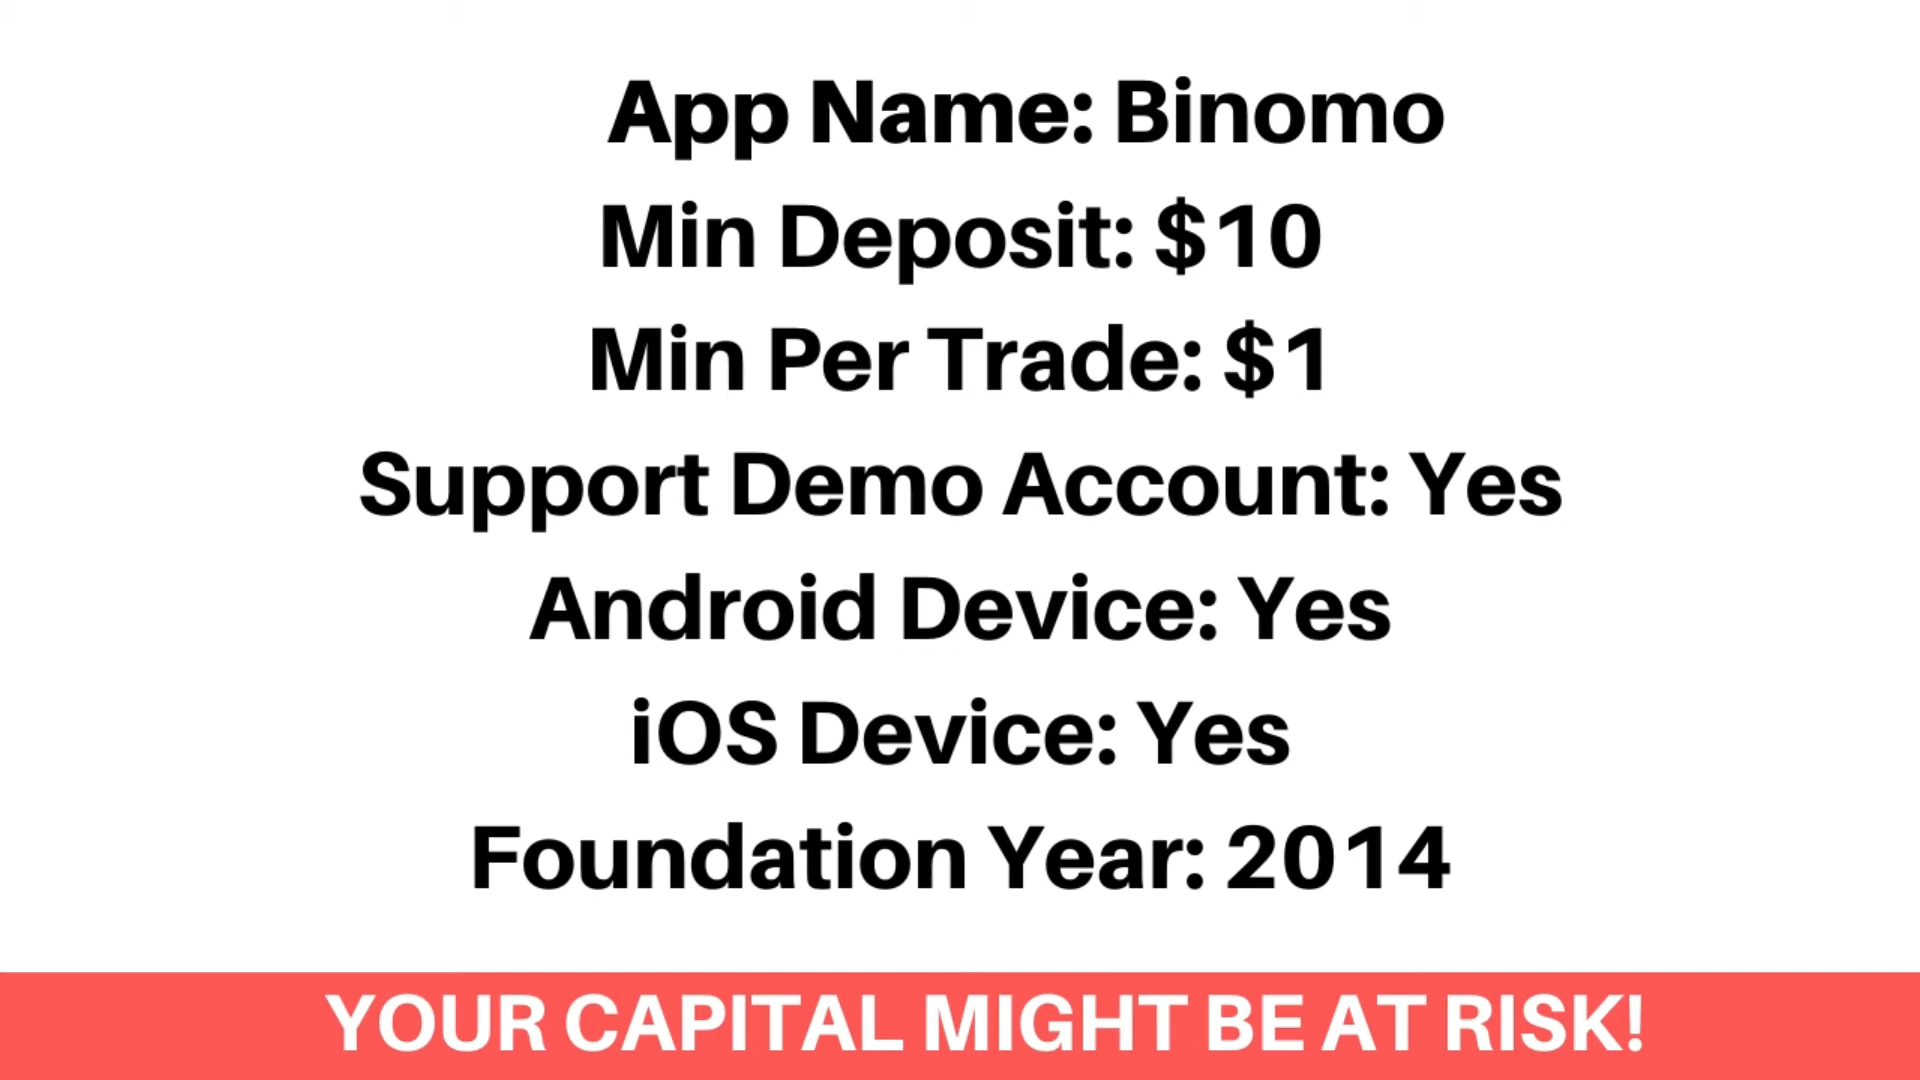 App Name: Binomo
Min Deposit: $10
Min Per Trade: $1
Support Demo Account: Yes
Android Device: Yes
iOS Device: Yes
Foundation Year: 2014
YOUR CAPITAL MIGHT BE AT RISK!